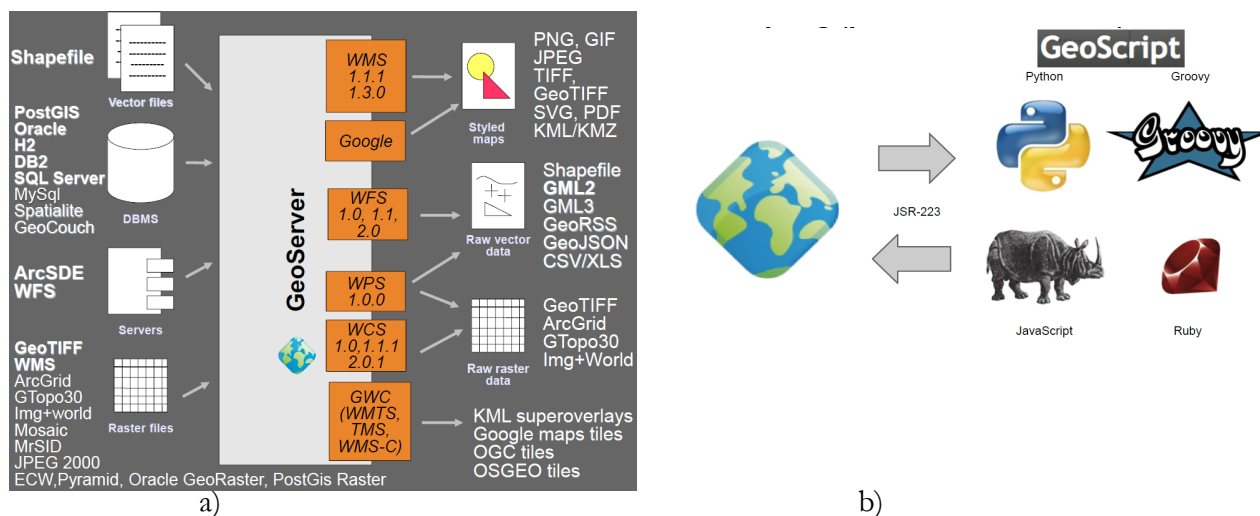 Shapefile
Vector files
PostGIS
Oracle
H2
DB2
SQL Server
MySql
Spatialite
GeoCouch
DBMS
ArcSDE
WFS
Servers
GeoTIFF
WMS
ArcGrid
GTopo30
Img+world
Mosaic
MrSID
JPEG 2000
ECW,Pyramid, Oracle GeoRaster, PostGis Raster
Raster files
GeoServer
WMS
1.1.1
1.3.0
Google
WFS
1.0, 1.1,
2.0
WPS
1.0.0
WCS
1.0,1.1.1
2.0.1
GWC
(WMTS,
TMS,
WMS-C)
Styled
maps
PNG, GIF
JPEG
TIFF,
GeoTIFF
SVG, PDF
KML/KMZ
Raw vector
data
Shapefile
GML2
GML3
GeoRSS
GeoJSON
CSV/XLS
Raw raster
data
GeoTIFF
ArcGrid
GTopo30
Img+World
KML superoverlays
Google maps tiles
OGC tiles
OSGEO tiles
a)
GeoScript
Python
Groovy
Groovy
JSR-223
JavaScript
Ruby
b)